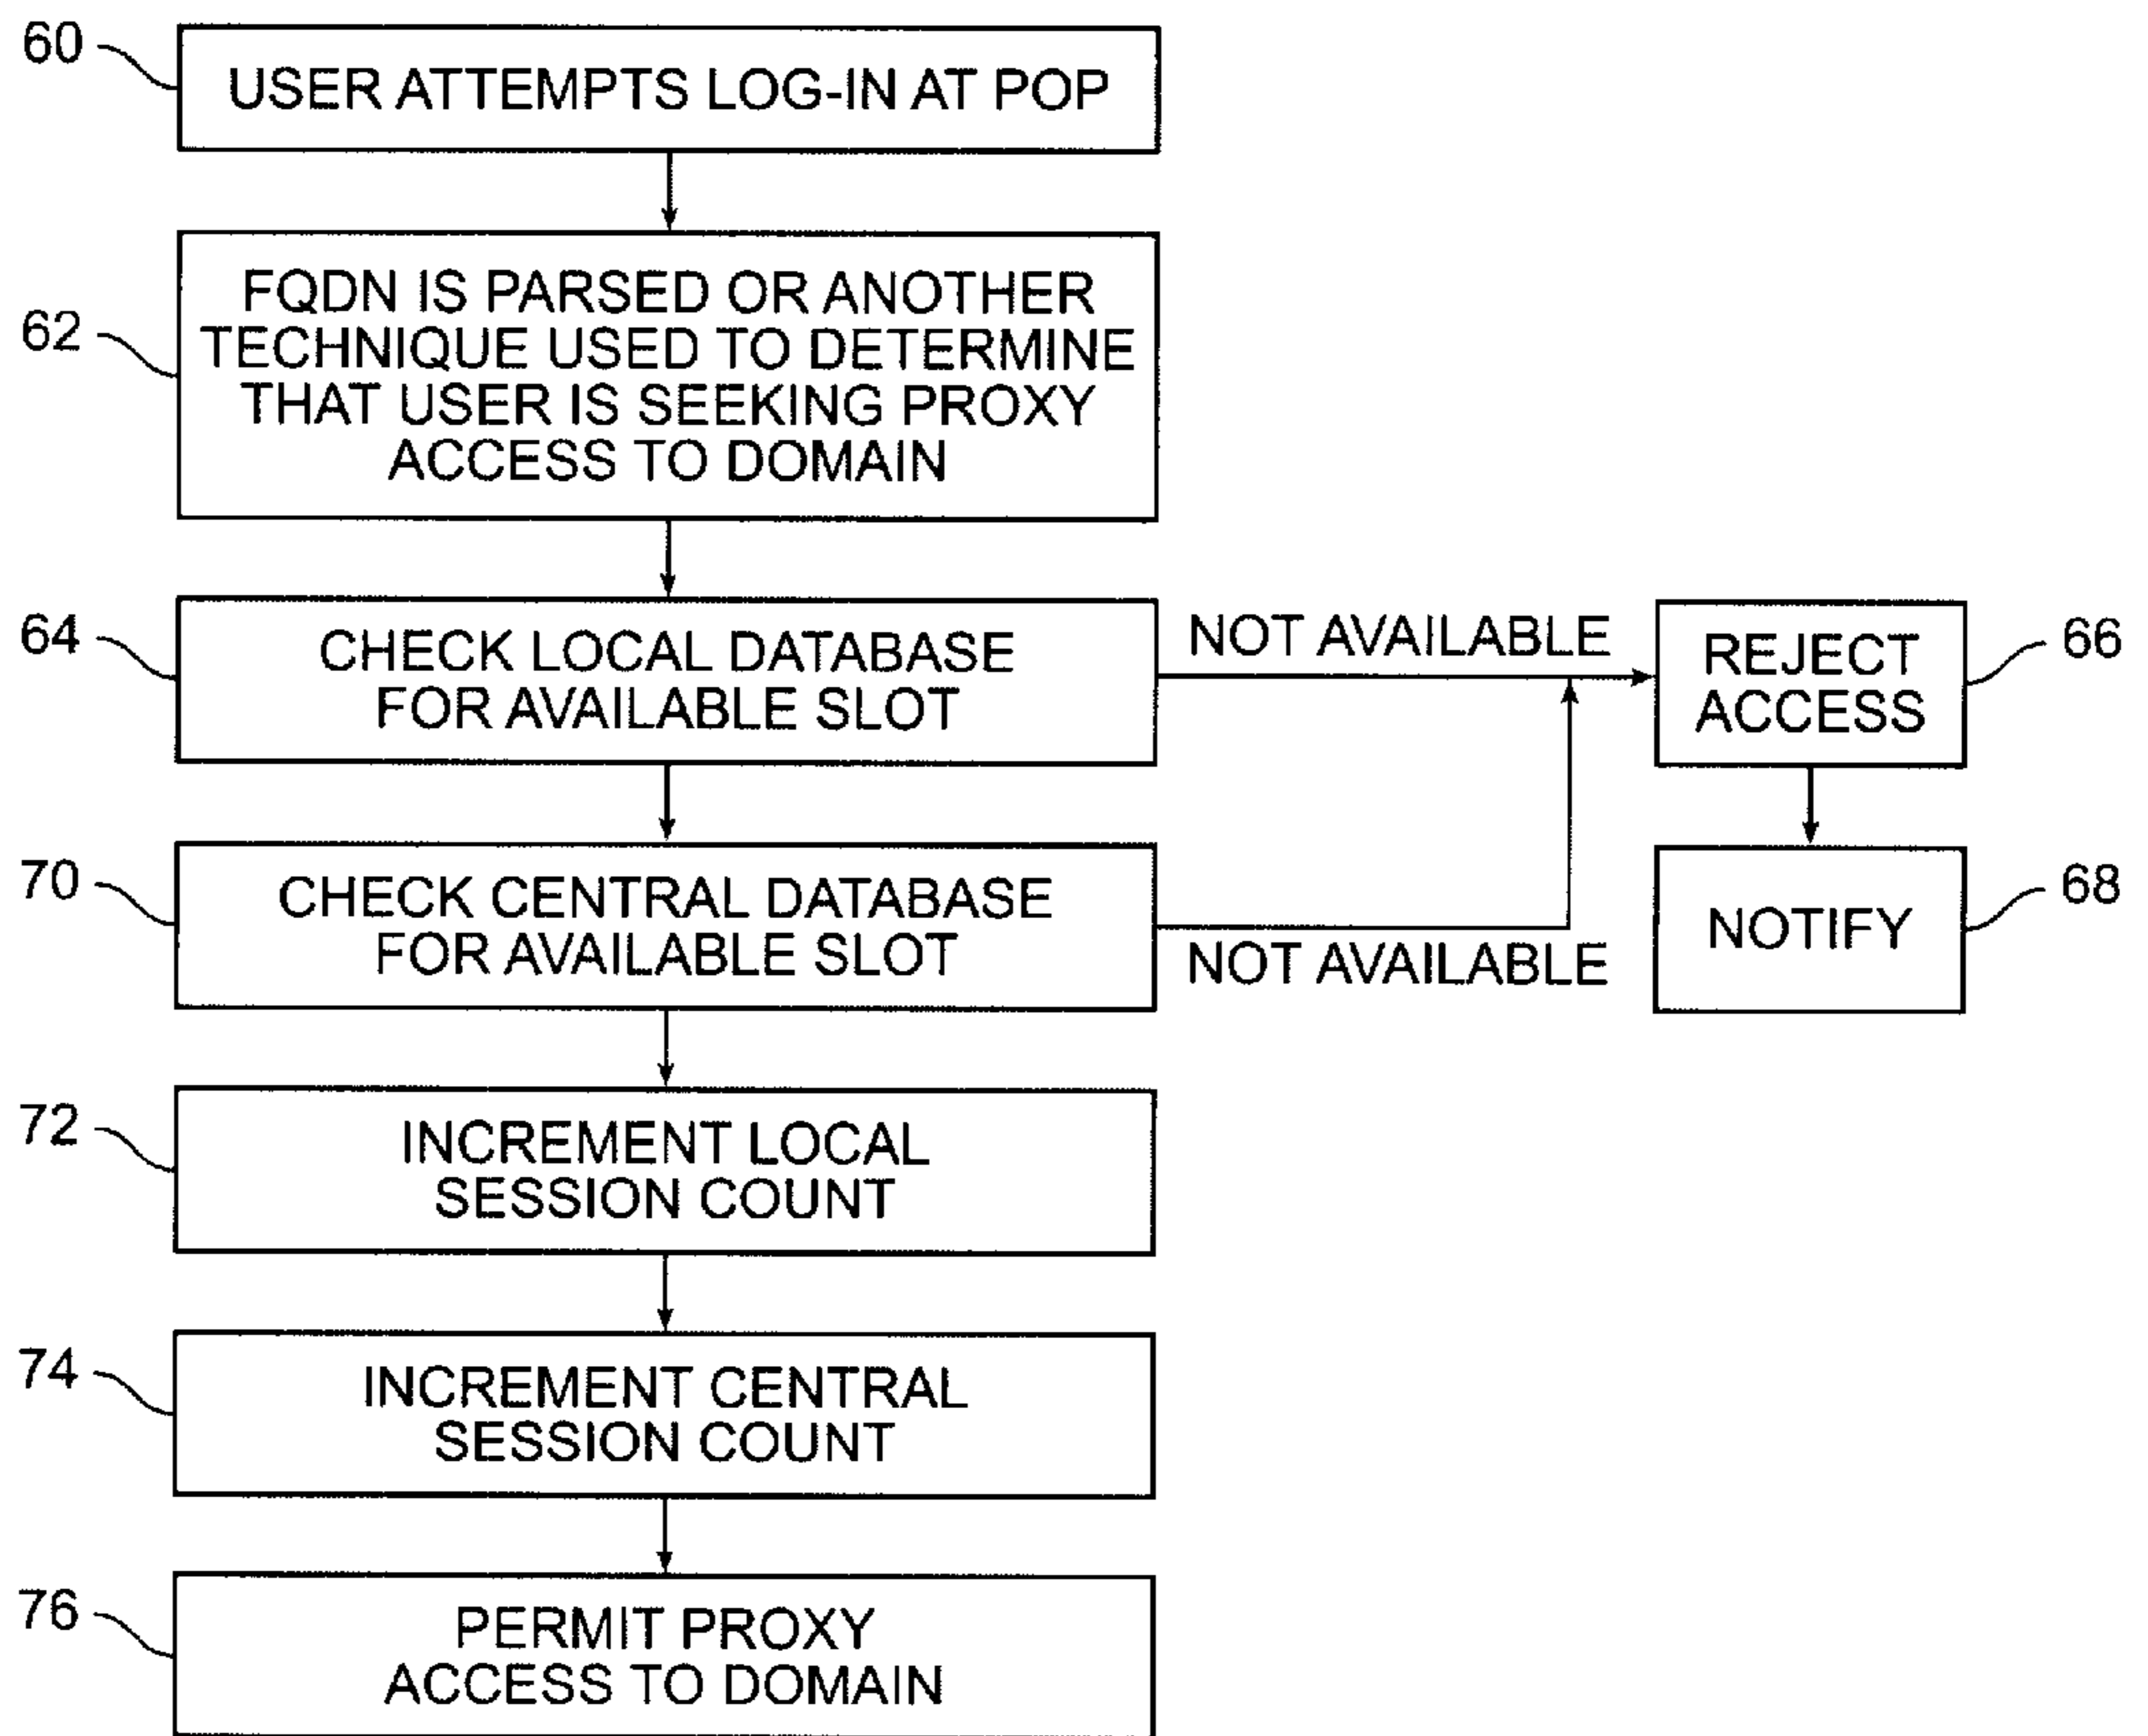 60
USER ATTEMPTS LOG-IN AT POP
62
FQDN IS PARSED OR ANOTHER
TECHNIQUE USED TO DETERMINE
THAT USER IS SEEKING PROXY
ACCESS TO DOMAIN
64
CHECK LOCAL DATABASE
FOR AVAILABLE SLOT
NOT AVAILABLE
REJECT
ACCESS
66
70
CHECK CENTRAL DATABASE
FOR AVAILABLE SLOT
NOT AVAILABLE
NOTIFY
68
72
INCREMENT LOCAL
SESSION COUNT
74
INCREMENT CENTRAL
SESSION COUNT
76
PERMIT PROXY
ACCESS TO DOMAIN